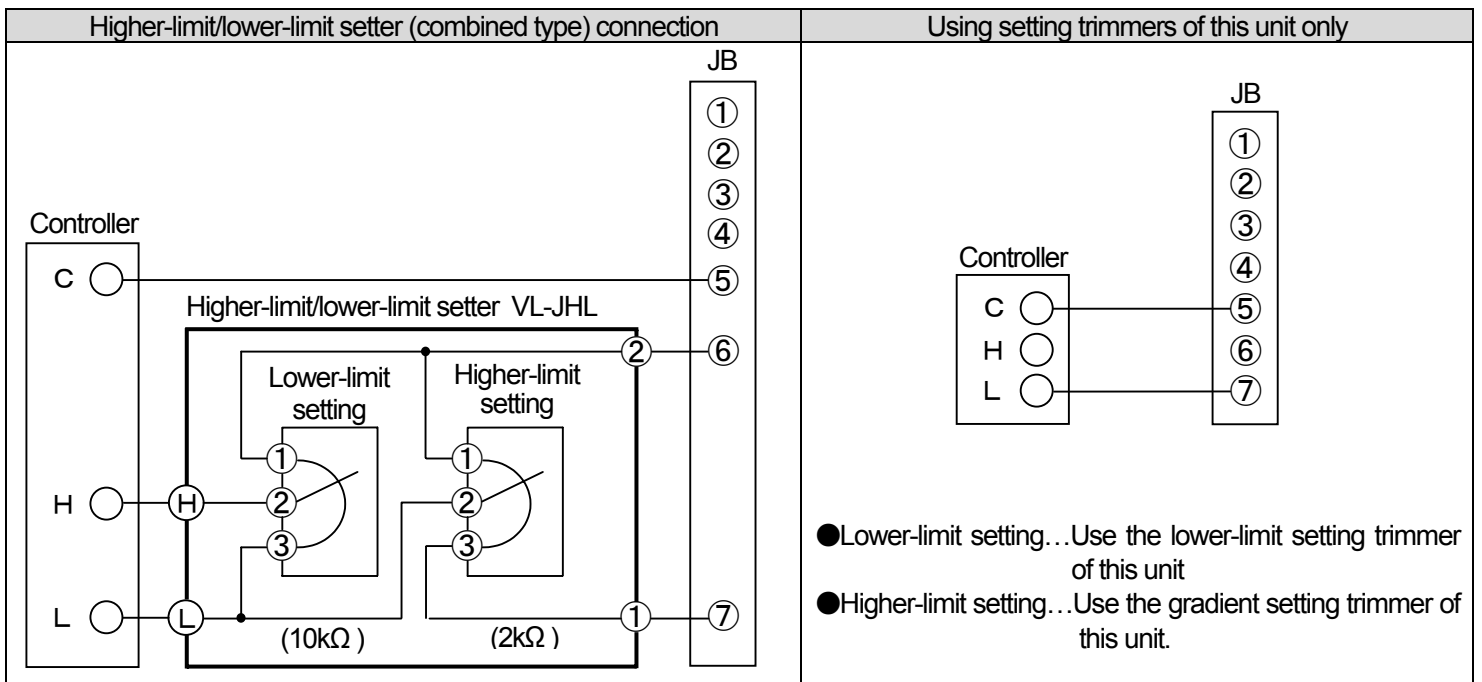 Higher-limit/lower-limit setter (combined type) connection
JB
①
②
③
④
Controller
C
⑤
Higher-limit/lower-limit setter VL-JHL
②
⑥
Lower-limit
setting
Higher-limit
setting
①
①
H
H
②
②
③
③
L
L
(10kΩ )
(2kΩ )
①
⑦
Using setting trimmers of this unit only
JB
①
②
③
④
Controller
C
⑤
H
⑥
L
⑦
●Lower-limit setting…Use the lower-limit setting trimmer
of this unit
●Higher-limit setting…Use the gradient setting trimmer of
this unit.